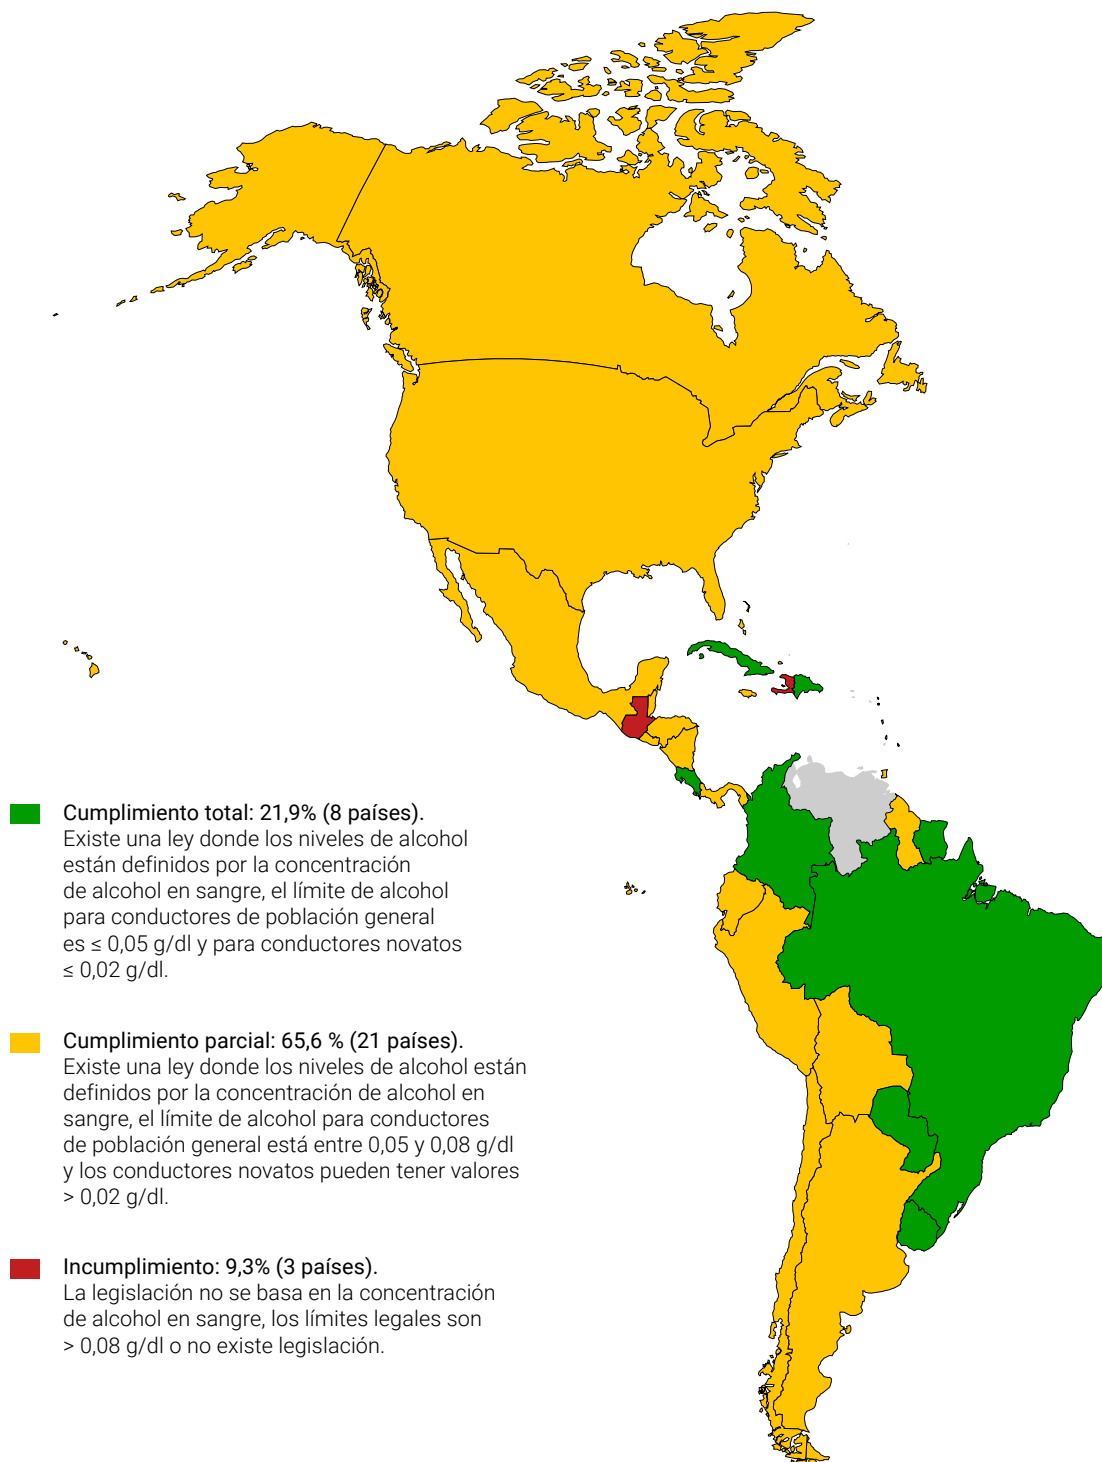 Cumplimiento total: 21,9% (8 países).
Existe una ley donde los niveles de alcohol
están definidos por la concentración
de alcohol en sangre, el límite de alcohol
para conductores de población general
es ≤ 0,05 g/dl y para conductores novatos
≤ 0,02 g/dl.
Cumplimiento parcial: 65,6 % (21 países).
Existe una ley donde los niveles de alcohol están
definidos por la concentración de alcohol en
sangre, el límite de alcohol para conductores
de población general está entre 0,05 y 0,08 g/dl
y los conductores novatos pueden tener valores
> 0,02 g/dl.
Incumplimiento: 9,3% (3 países).
La legislación no se basa en la concentración
de alcohol en sangre, los límites legales son
> 0,08 g/dl o no existe legislación.